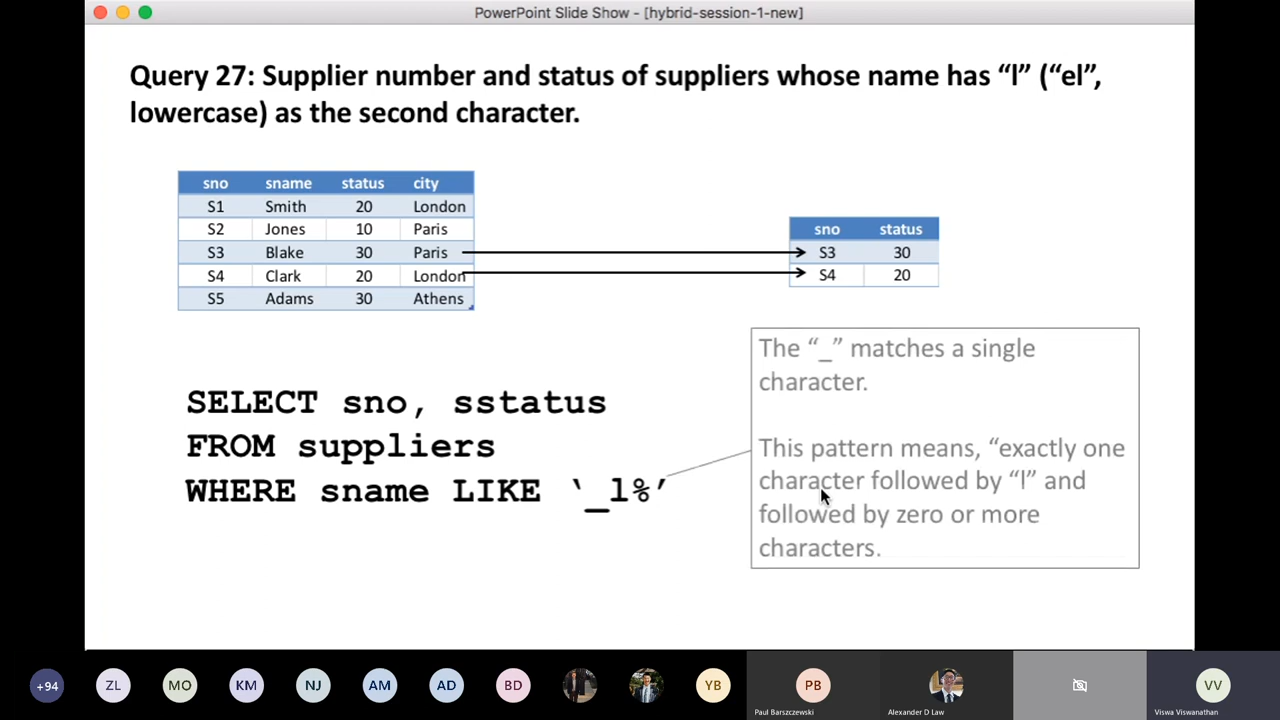 PowerPoint Slide Show - [hybrid-session-1-new]
Query 27: Supplier number and status of suppliers whose name has “l” (“el”,
lowercase) as the second character.
sno sname status city
S1 Smith 20 London
S2 Jones 10 Paris
S3 Blake 30 Paris
S4 Clark 20 London
S5 Adams 30 Athens
sno status
S3 30
S4 20
SELECT sno, sstatus
FROM suppliers
WHERE sname LIKE ‘_l%’
The “_” matches a single
character.
This pattern means, “exactly one
character followed by “l” and
followed by zero or more
characters.
+94 ZL MO KM NJ AM AD BD YB PB VV
Paul Barszczewski Alexander D Law Viswa Viswanathan